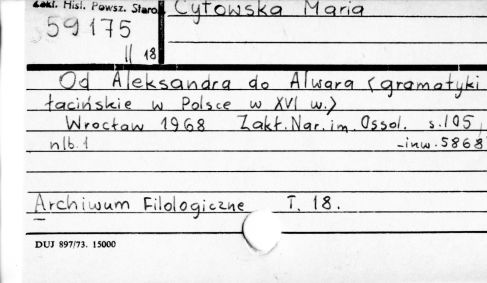 Zakł. Hist. Powsz. Staroż.
Cytowska Maria
59175
II 18
Od Aleksandra do Alwara (gramatyki
łacińskie w Polsce w XVI w.)
Wrocław 1968 Zakł.Nar.im.Ossol. s.105,
nlb.1 -inw.5868
Archiwum Filologiczne T. 18.
DUJ 897/73. 15000